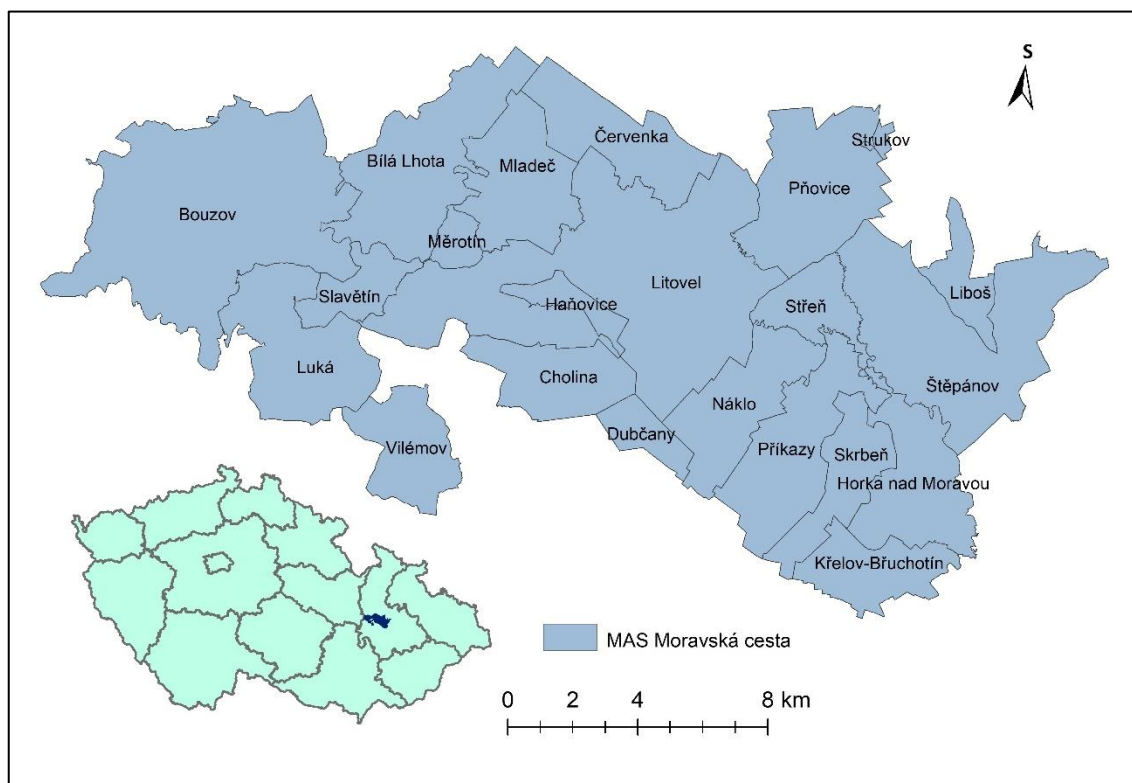 S
Červenka
Strukov
Bílá Lhota
Mladeč
Pňovice
Bouzov
Měrotín
Litovel
Slavětín
Liboš
Haňovice
Střeň
Luká
Cholina
Štěpánov
Náklo
Dubčany
Vilémov
Příkazy
Skrbeň
Horka nad Moravou
Křelov-Břuchotín
MAS Moravská cesta
0 2 4 8 km